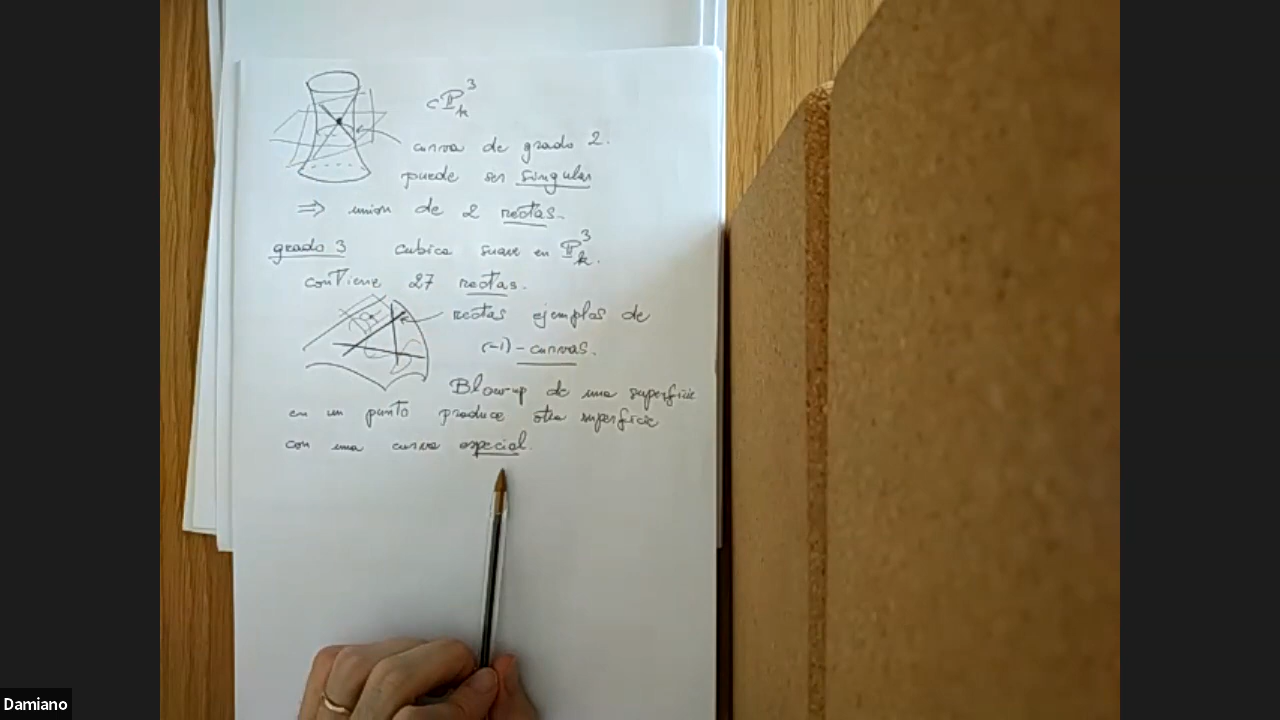 ⊂ ℙ³ₖ
curva de grado 2.
puede ser singular
⇒ union de 2 rectas.
grado 3 cubica suave en ℙ³ₖ.
contiene 27 rectas.
rectas ejemplos de
(-1)-curvas.
Blow-up de una superficie
en un punto produce otra superficie
con una curva especial.
Damiano